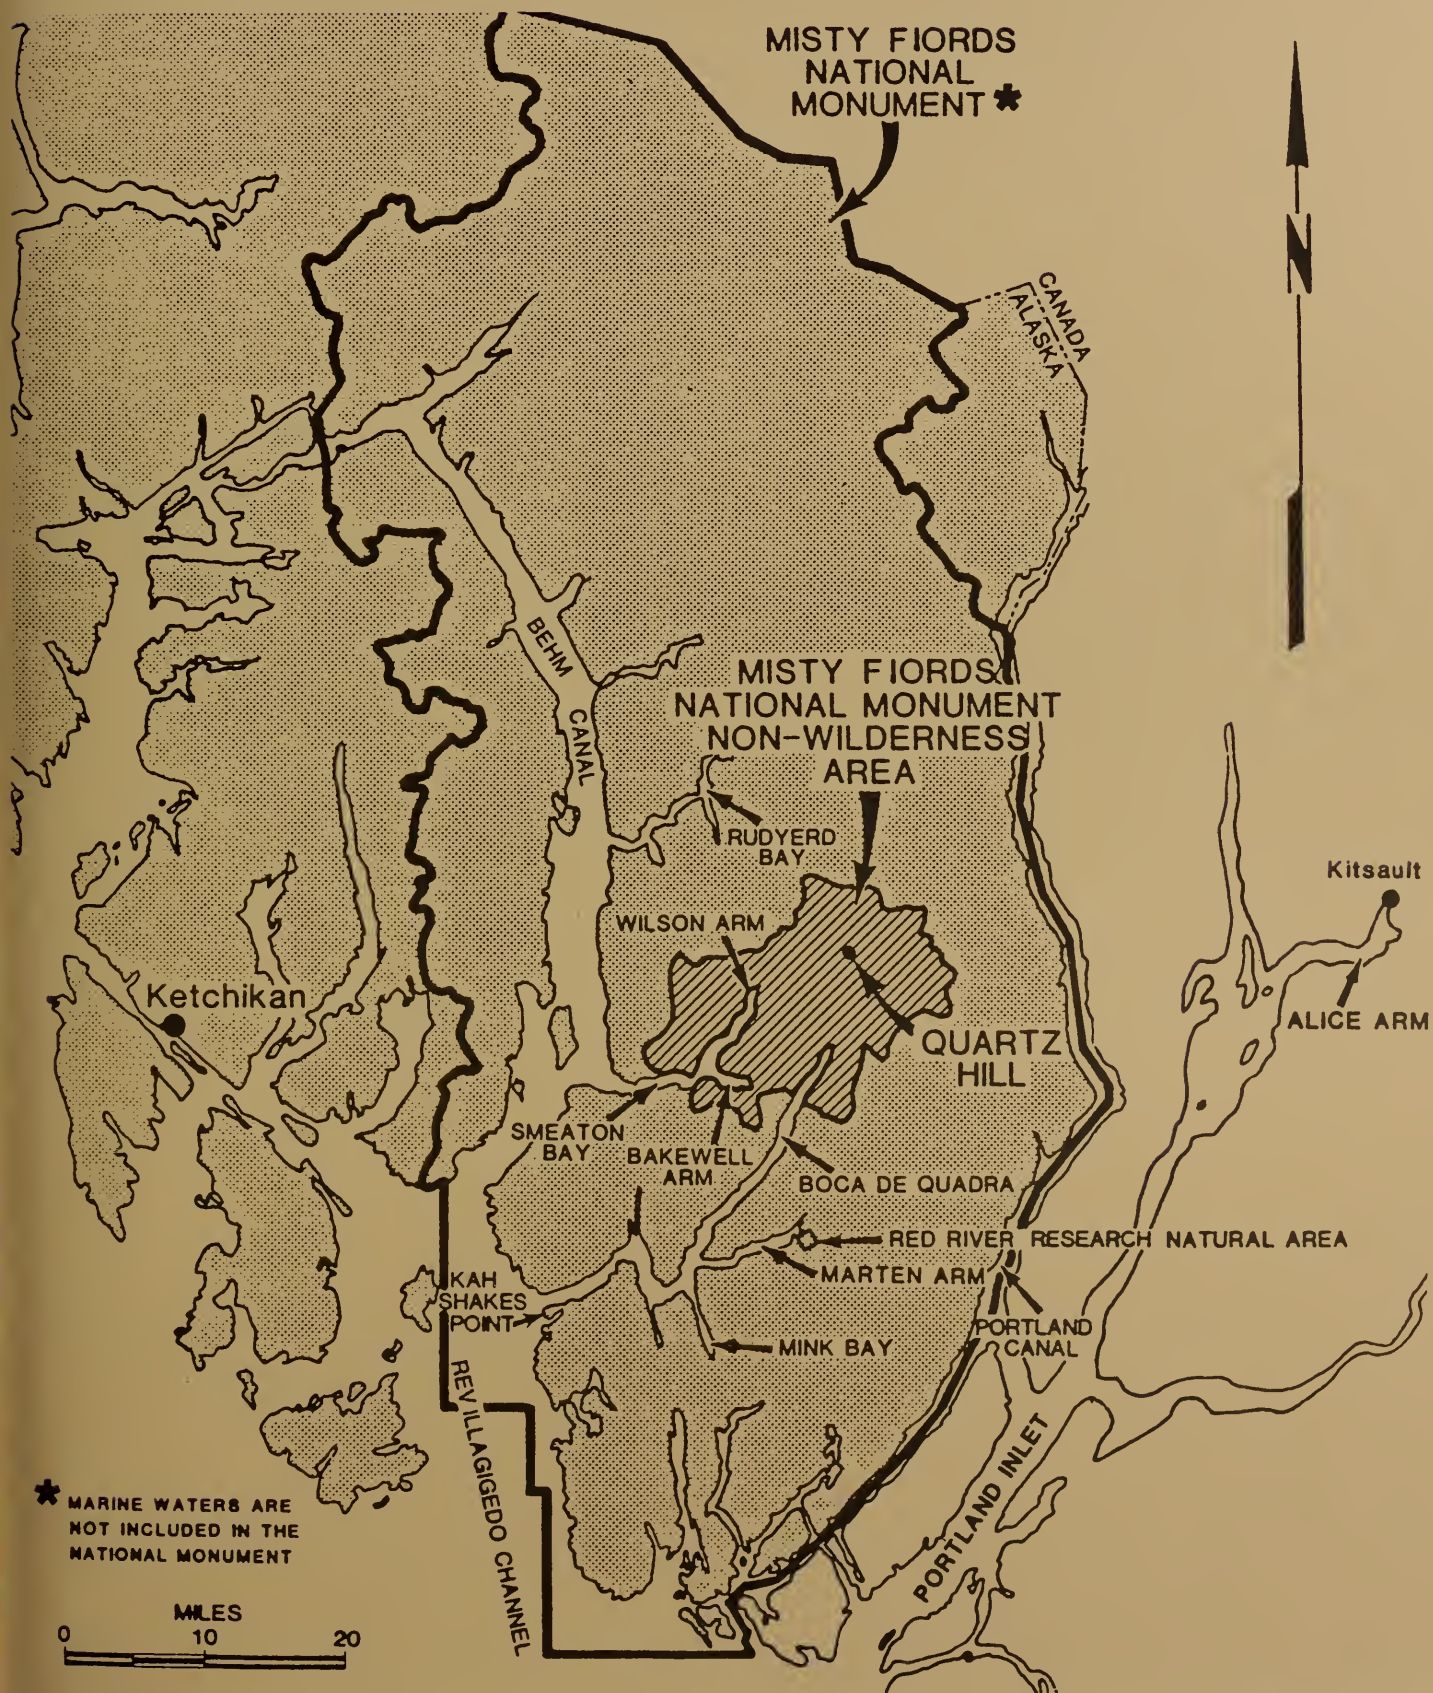 MISTY FIORDS
NATIONAL
MONUMENT *
N
CANADA
ALASKA
BEHM
CANAL
MISTY FIORDS
NATIONAL MONUMENT
NON-WILDERNESS
AREA
RUDYERD
BAY
Kitsault
WILSON ARM
Ketchikan
ALICE ARM
QUARTZ
HILL
SMEATON
BAY
BAKEWELL
ARM
BOCA DE QUADRA
RED RIVER RESEARCH NATURAL AREA
MARTEN ARM
KAH
SHAKES
POINT
PORTLAND
CANAL
MINK BAY
REVILLAGIGEDO CHANNEL
PORTLAND INLET
* MARINE WATERS ARE
NOT INCLUDED IN THE
NATIONAL MONUMENT
MILES
0 10 20